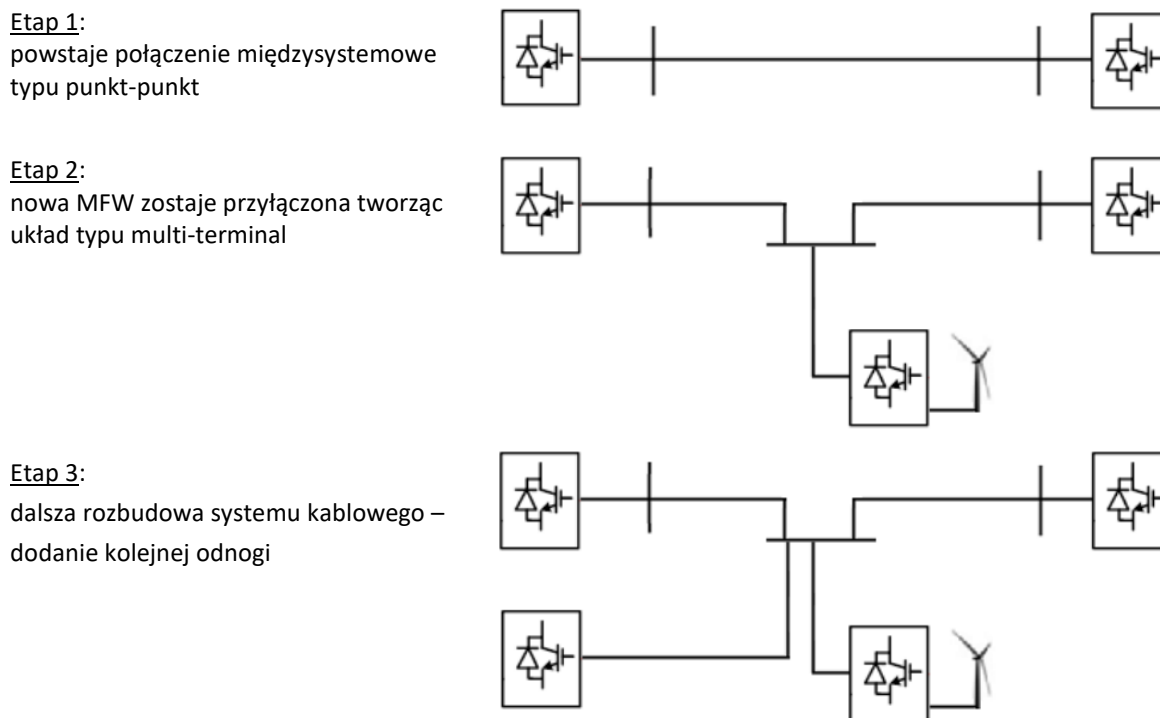 Etap 1:
powstaje połączenie międzysystemowe
typu punkt-punkt
Etap 2:
nowa MFW zostaje przyłączona tworząc
układ typu multi-terminal
Etap 3:
dalsza rozbudowa systemu kablowego –
dodanie kolejnej odnogi